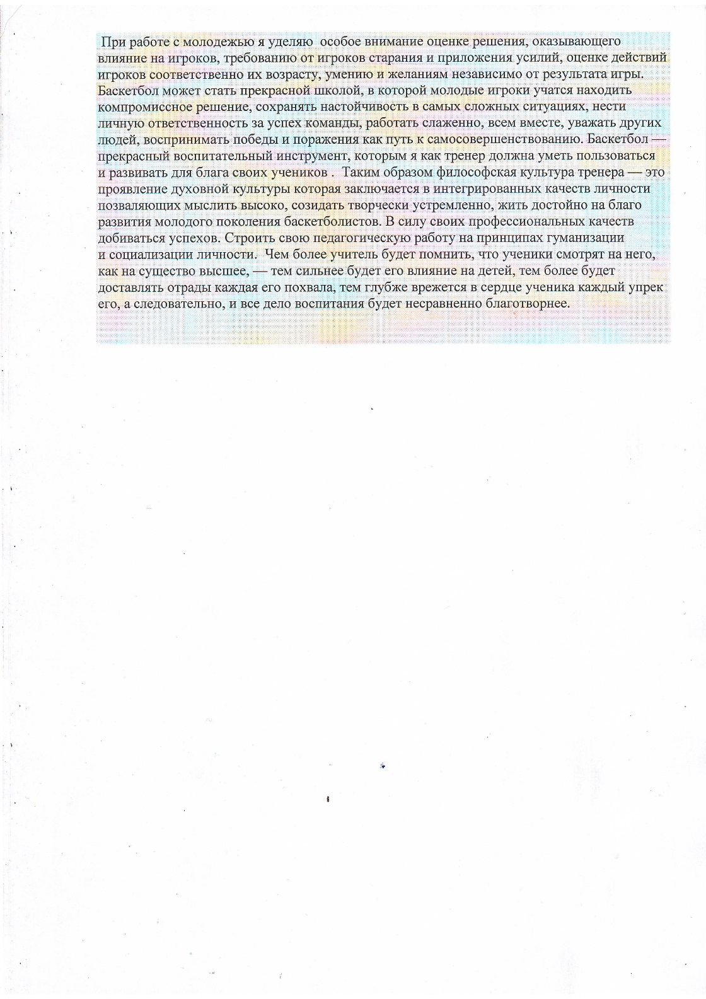 При работе с молодежью я уделяю  особое внимание оценке решения, оказывающего
влияние на игроков, требованию от игроков старания и приложения усилий, оценке действий
игроков соответственно их возрасту, умению и желаниям независимо от результата игры.
Баскетбол может стать прекрасной школой, в которой молодые игроки учатся находить
компромиссное решение, сохранять настойчивость в самых сложных ситуациях, нести
личную ответственность за успех команды, работать слаженно, всем вместе, уважать других
людей, воспринимать победы и поражения как путь к самосовершенствованию. Баскетбол —
прекрасный воспитательный инструмент, которым я как тренер должна уметь пользоваться
и развивать для блага своих учеников .  Таким образом философская культура тренера — это
проявление духовной культуры которая заключается в интегрированных качеств личности
позваляющих мыслить высоко, созидать творчески устремленно, жить достойно на благо
развития молодого поколения баскетболистов. В силу своих профессиональных качеств
добиваться успехов. Строить свою педагогическую работу на принципах гуманизации
и социализации личности.  Чем более учитель будет помнить, что ученики смотрят на него,
как на существо высшее, — тем сильнее будет его влияние на детей, тем более будет
доставлять отрады каждая его похвала, тем глубже врежется в сердце ученика каждый упрек
его, а следовательно, и все дело воспитания будет несравненно благотворнее.